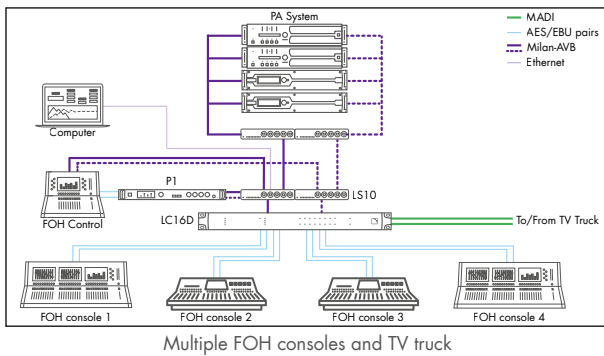 PA System
MADI
AES/EBU pairs
Milan-AVB
Ethernet
Computer
P1
LS10
FOH Control
LC16D
To/From TV Truck
FOH console 1
FOH console 2
FOH console 3
FOH console 4
Multiple FOH consoles and TV truck